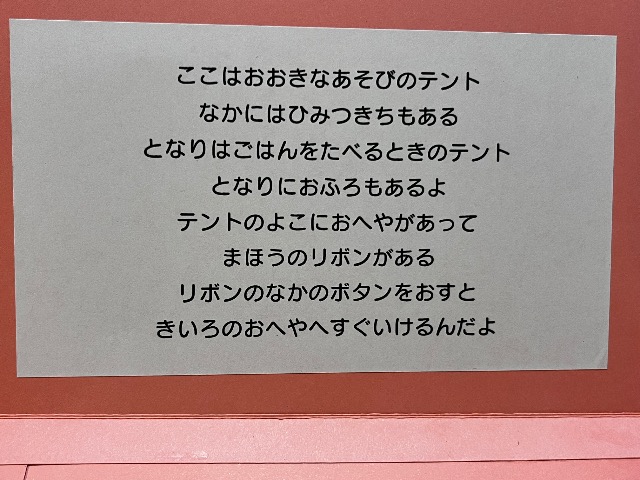 ここはおおきなあそびのテント
なかにはひみつきちもある
となりはごはんをたべるときのテント
となりにおふろもあるよ
テントのよこにおへやがあって
まほうのリボンがある
リボンのなかのボタンをおすと
きいろのおへやへすぐいけるんだよ